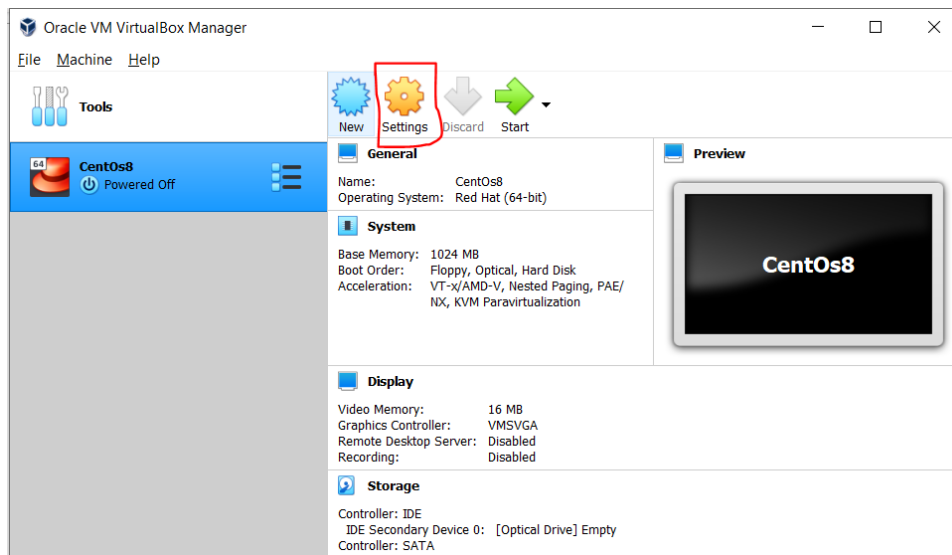 Oracle VM VirtualBox Manager
File Machine Help
Tools
New Settings Discard Start
64
CentOs8
Powered Off
General
Name: CentOs8
Operating System: Red Hat (64-bit)
System
Base Memory: 1024 MB
Boot Order: Floppy, Optical, Hard Disk
Acceleration: VT-x/AMD-V, Nested Paging, PAE/
NX, KVM Paravirtualization
Preview
CentOs8
Display
Video Memory: 16 MB
Graphics Controller: VMSVGA
Remote Desktop Server: Disabled
Recording: Disabled
Storage
Controller: IDE
IDE Secondary Device 0: [Optical Drive] Empty
Controller: SATA